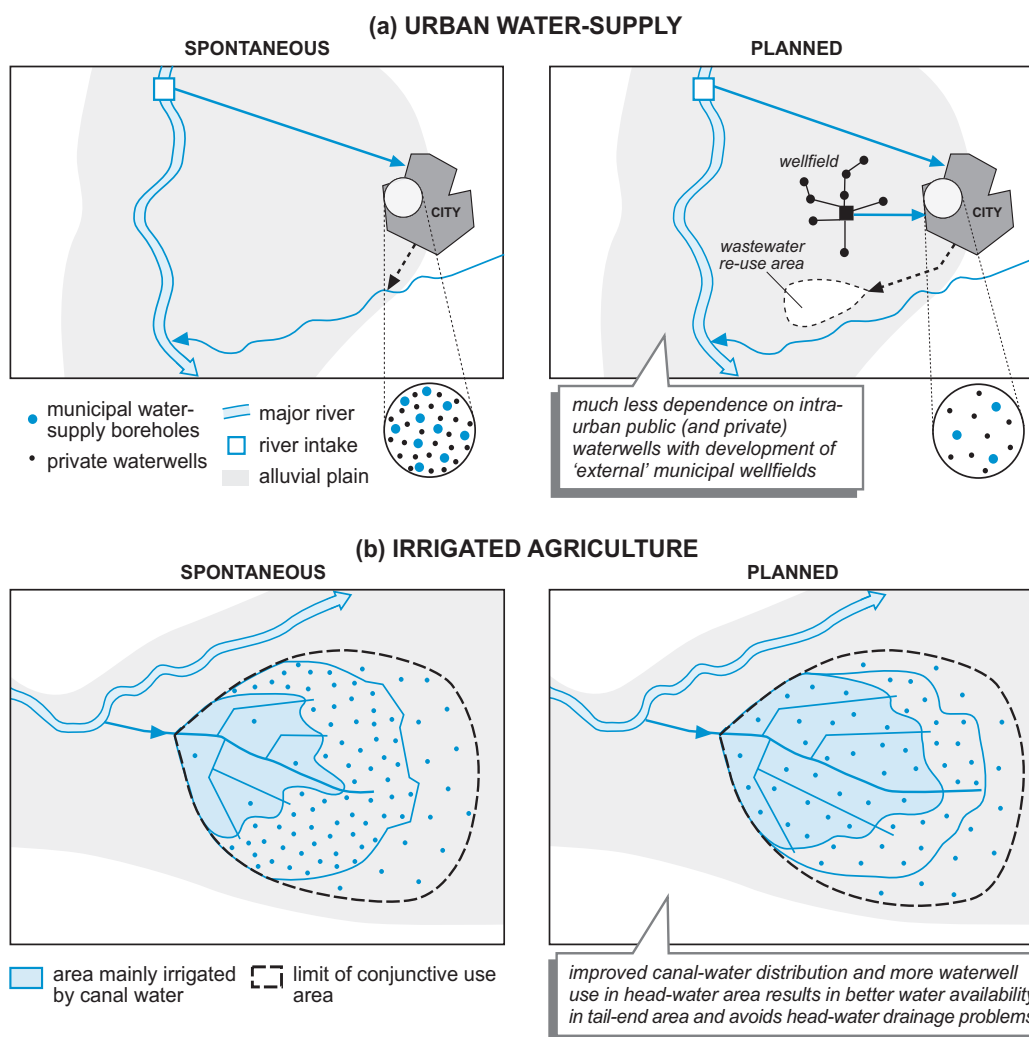 (a) URBAN WATER-SUPPLY
SPONTANEOUS
PLANNED
CITY
wellfield
CITY
wastewater
re-use area
municipal water-
supply boreholes
private waterwells
major river
river intake
alluvial plain
much less dependence on intra-
urban public (and private)
waterwells with development of
‘external’ municipal wellfields
(b) IRRIGATED AGRICULTURE
SPONTANEOUS
PLANNED
area mainly irrigated
by canal water
limit of conjunctive use
area
improved canal-water distribution and more waterwell
use in head-water area results in better water availability
in tail-end area and avoids head-water drainage problems